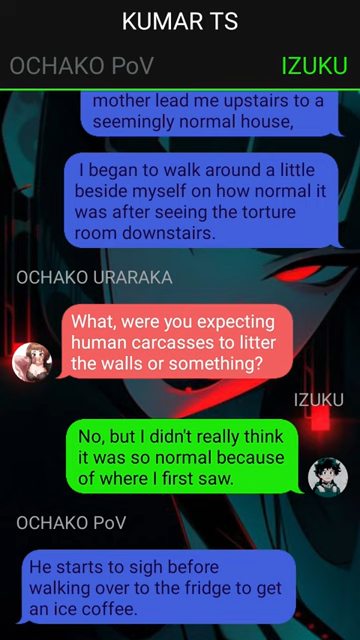 KUMAR TS
OCHAKO PoV
IZUKU
mother lead me upstairs to a
seemingly normal house,
I began to walk around a little
beside myself on how normal it
was after seeing the torture
room downstairs.
OCHAKO URARAKA
What, were you expecting
human carcasses to litter
the walls or something?
IZUKU
No, but I didn't really think
it was so normal because
of where I first saw.
OCHAKO PoV
He starts to sigh before
walking over to the fridge to get
an ice coffee.